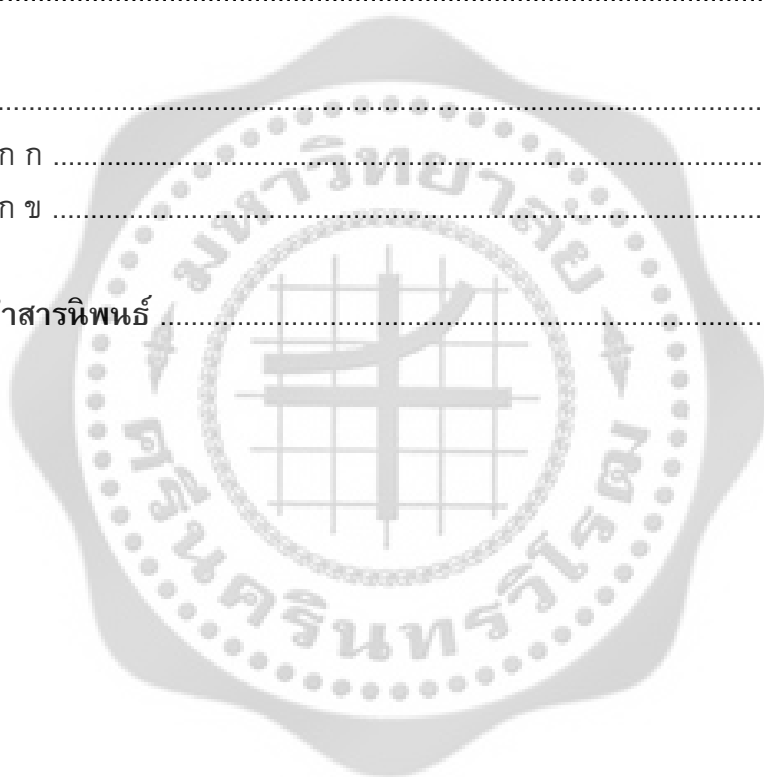 ................................................................
................................................................
ก ก ................................................................
ก ข ................................................................
าสารนิพนธ์ ................................................................
มหาวิทยาลัย
ศรีนครินทรวิโรฒ